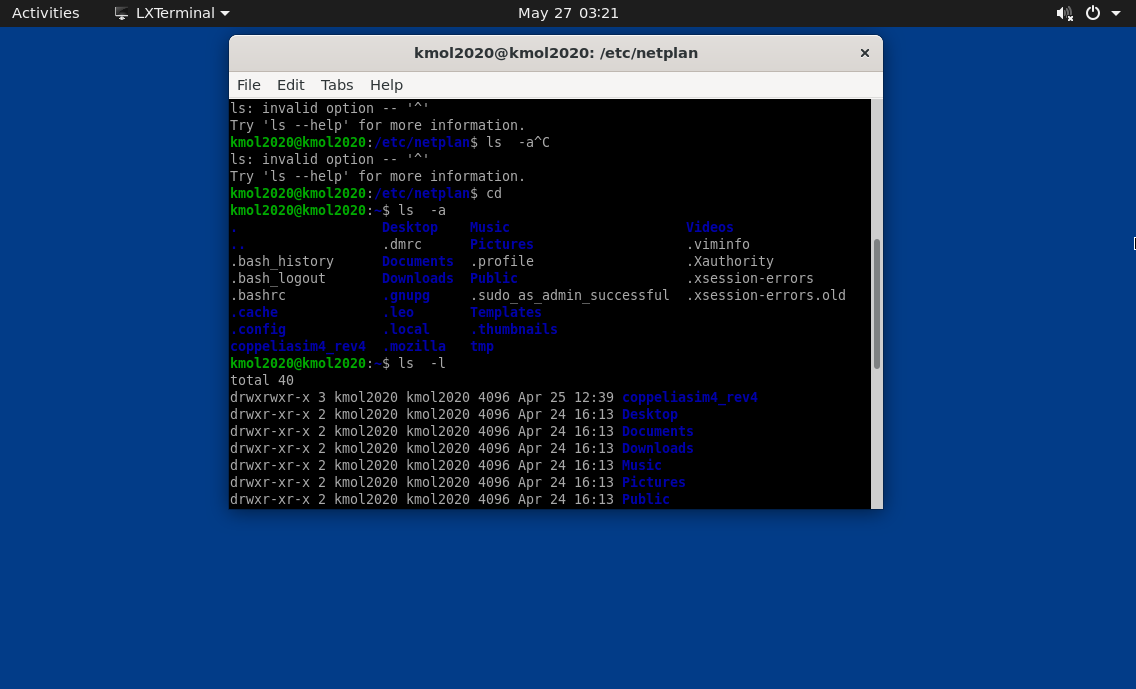 Activities LXTerminal May 27 03:21
kmol2020@kmol2020: /etc/netplan ×
File Edit Tabs Help
ls: invalid option -- '^'
Try 'ls --help' for more information.
kmol2020@kmol2020:/etc/netplan$ ls  -a^C
ls: invalid option -- '^'
Try 'ls --help' for more information.
kmol2020@kmol2020:/etc/netplan$ cd
kmol2020@kmol2020:~$ ls  -a
. Desktop Music Videos
.. .dmrc Pictures .viminfo
.bash_history Documents .profile .Xauthority
.bash_logout Downloads Public .xsession-errors
.bashrc .gnupg .sudo_as_admin_successful .xsession-errors.old
.cache .leo Templates
.config .local .thumbnails
coppeliasim4_rev4 .mozilla tmp
kmol2020@kmol2020:~$ ls  -l
total 40
drwxrwxr-x 3 kmol2020 kmol2020 4096 Apr 25 12:39 coppeliasim4_rev4
drwxr-xr-x 2 kmol2020 kmol2020 4096 Apr 24 16:13 Desktop
drwxr-xr-x 2 kmol2020 kmol2020 4096 Apr 24 16:13 Documents
drwxr-xr-x 2 kmol2020 kmol2020 4096 Apr 24 16:13 Downloads
drwxr-xr-x 2 kmol2020 kmol2020 4096 Apr 24 16:13 Music
drwxr-xr-x 2 kmol2020 kmol2020 4096 Apr 24 16:13 Pictures
drwxr-xr-x 2 kmol2020 kmol2020 4096 Apr 24 16:13 Public